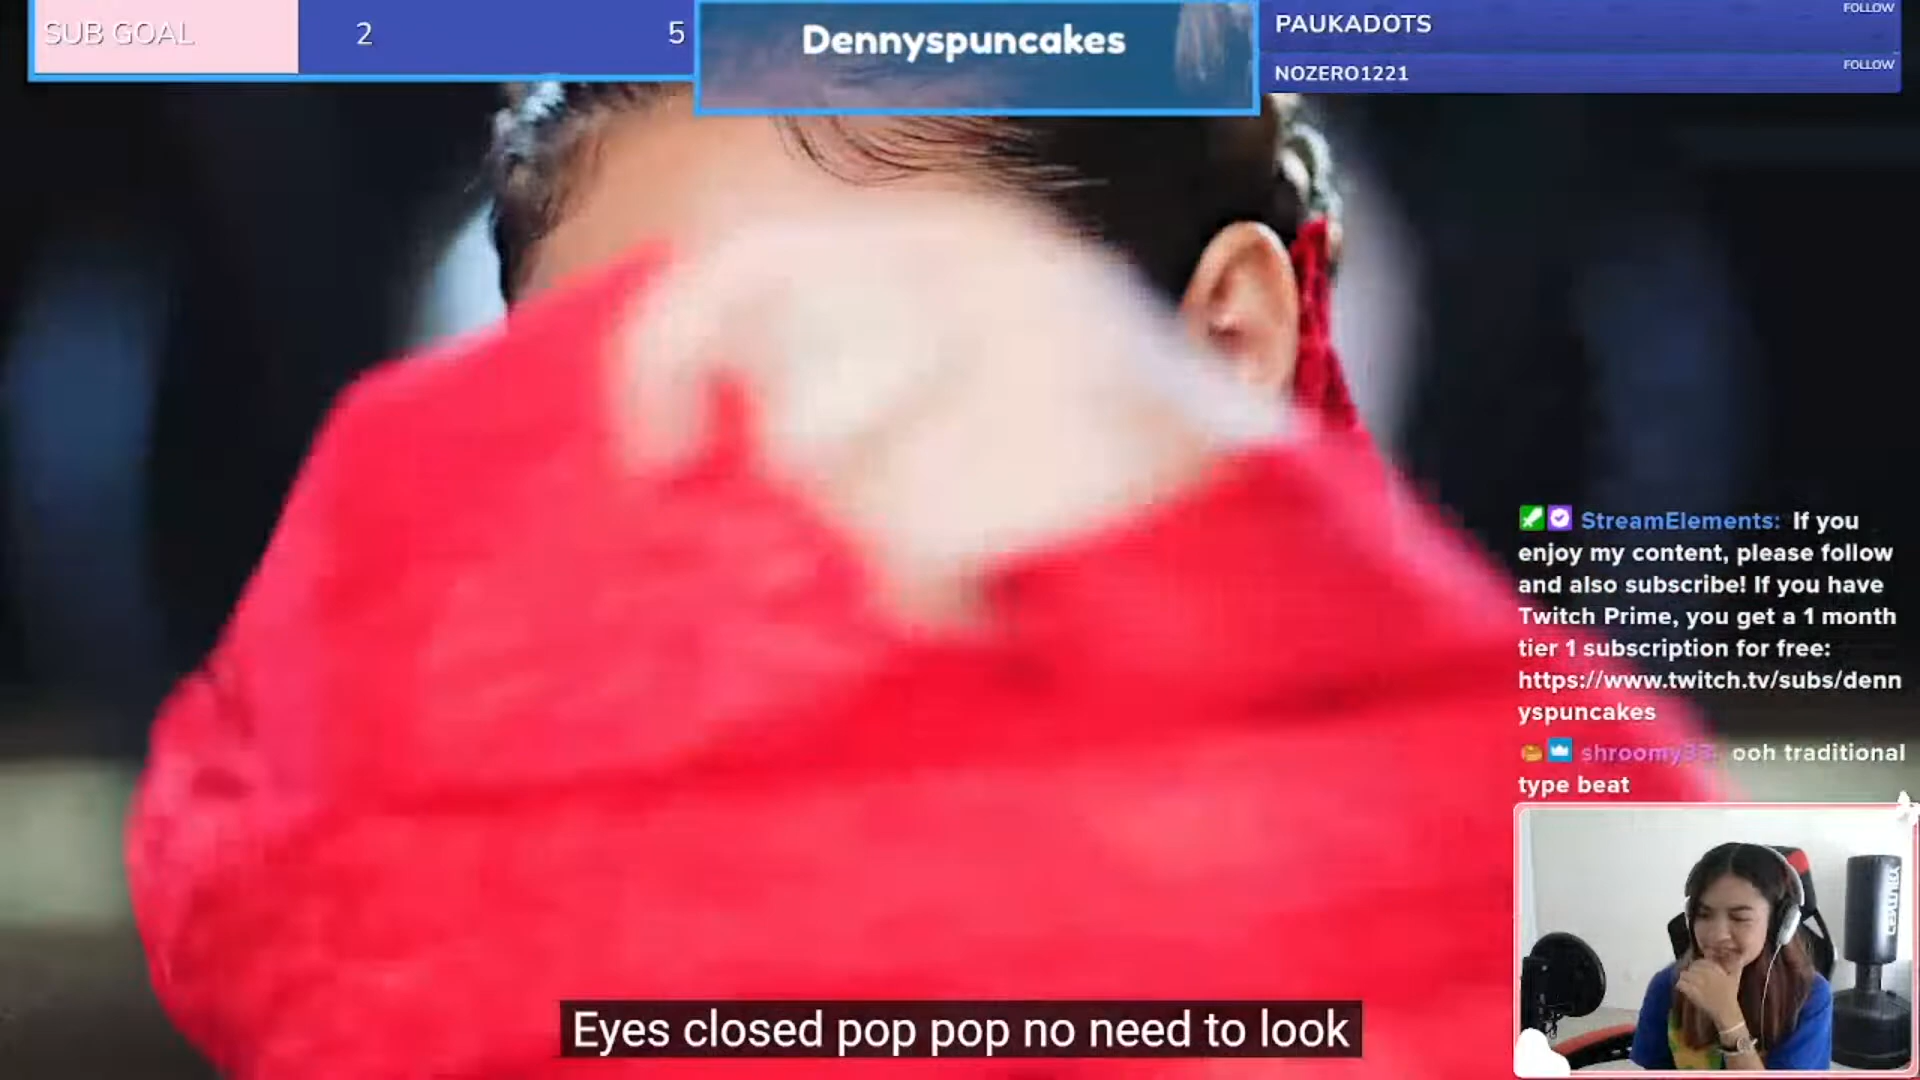 SUB GOAL
2
5
Dennyspuncakes
PAUKADOTS
FOLLOW
NOZERO1221
FOLLOW
StreamElements: If you
enjoy my content, please follow
and also subscribe! If you have
Twitch Prime, you get a 1 month
tier 1 subscription for free:
https://www.twitch.tv/subs/denn
yspuncakes
shroomy33: ooh traditional
type beat
CENTURY
Eyes closed pop pop no need to look